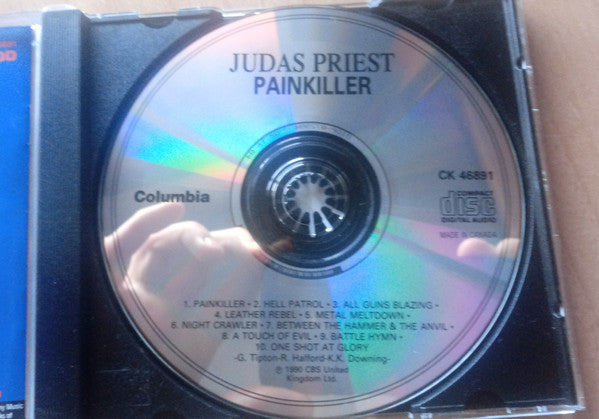 JUDAS PRIEST
PAINKILLER
Columbia
CK 46891
COMPACT
disc
DIGITAL AUDIO
MADE IN CANADA
1. PAINKILLER • 2. HELL PATROL • 3. ALL GUNS BLAZING •
4. LEATHER REBEL • 5. METAL MELTDOWN •
6. NIGHT CRAWLER • 7. BETWEEN THE HAMMER & THE ANVIL •
8. A TOUCH OF EVIL • 9. BATTLE HYMN •
10. ONE SHOT AT GLORY
-G. Tipton-R. Halford-K.K. Downing-
℗ 1990 CBS United
Kingdom Ltd.
Music